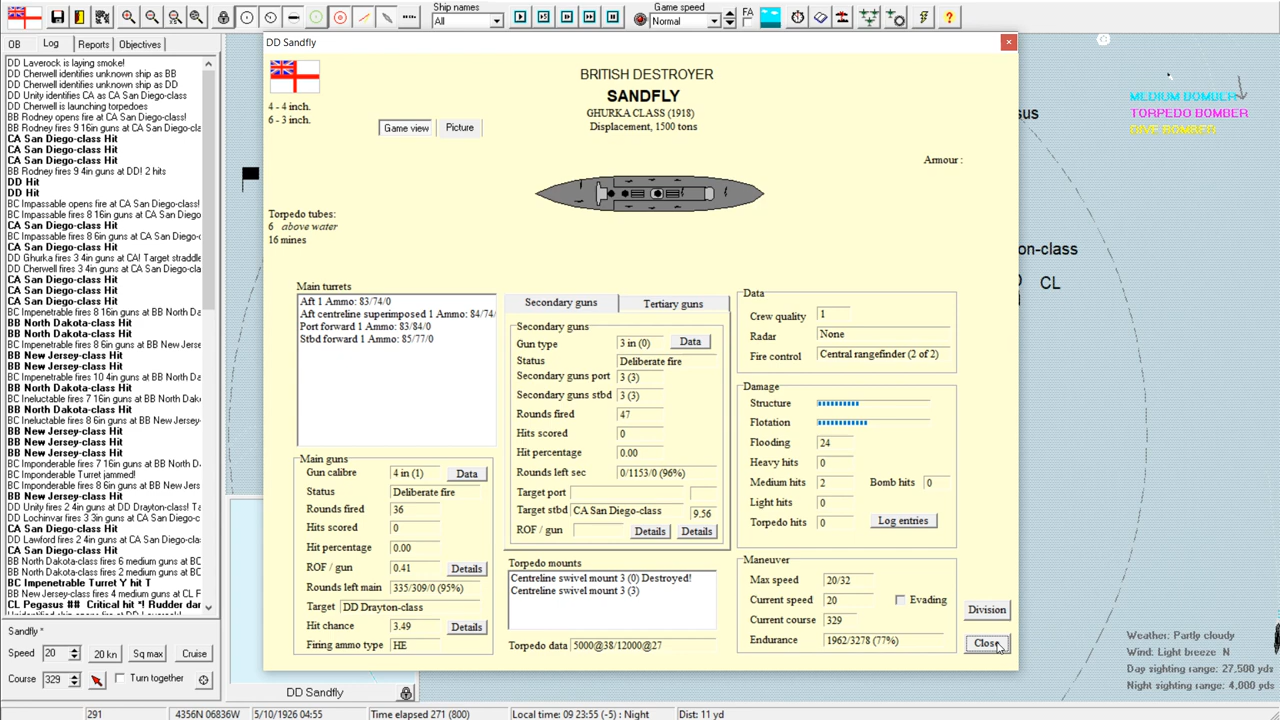 Ship names
All
Game speed
Normal
FA
OB
Log
Reports
Objectives
DD Laverock is laying smoke!
DD Cherwell identifies unknown ship as BB
DD Cherwell identifies unknown ship as DD
DD Unity identifies CA as CA San Diego-class
DD Cherwell is launching torpedoes
BB Rodney opens fire at CA San Diego-class!
BB Rodney fires 9 16in guns at CA San Diego-
CA San Diego-class Hit
CA San Diego-class Hit
CA San Diego-class Hit
BB Rodney fires 9 4in guns at DD! 2 hits
DD Hit
DD Hit
BC Impassable opens fire at CA San Diego-clas
BC Impassable fires 8 16in guns at CA San Die
CA San Diego-class Hit
BC Impassable fires 8 6in guns at CA San Dieg
CA San Diego-class Hit
DD Ghurka fires 3 4in guns at CA! Target straddl
DD Cherwell fires 3 4in guns at CA San Diego-c
CA San Diego-class Hit
CA San Diego-class Hit
CA San Diego-class Hit
BC Impenetrable fires 8 16in guns at BB North D
BB North Dakota-class Hit
BB North Dakota-class Hit
BB New Jersey-class Hit
BC Impenetrable fires 10 4in guns at BB North Da
BC Ineluctable fires 7 16in guns at BB North Dak
BB North Dakota-class Hit
BC Ineluctable fires 8 6in guns at BB New Jersey-
BB North Dakota-class Hit
BB New Jersey-class Hit
BB New Jersey-class Hit
BC Imponderable fires 7 16in guns at BB New Je
BC Imponderable Turret jammed!
BC Imponderable fires 8 6in guns at BB New Jers
BB New Jersey-class Hit
DD Unity fires 2 4in guns at DD Drayton-class! Ta
DD Lochinvar fires 3 3in guns at CA San Diego-c
CA San Diego-class Hit
DD Lawford fires 2 4in guns at CA San Diego-cla
CA San Diego-class Hit
BB North Dakota-class fires 6 medium guns at BC
BB North Dakota-class fires 2 medium guns at BC
BC Impenetrable Turret Y hit T
BB New Jersey-class fires 4 medium guns at CL P
CL Pegasus ## Critical hit *! Rudder dar
Sandfly *
Speed 20
20 kn
Sq max
Cruise
Course 329
Turn together
DD Sandfly
4 - 4 inch.
6 - 3 inch.
Game view
Picture
BRITISH DESTROYER
SANDFLY
GHURKA CLASS (1918)
Displacement, 1500 tons
Armour :
Torpedo tubes:
6 above water
16 mines
Main turrets
Aft 1 Ammo: 83/74/0
Aft centreline superimposed 1 Ammo: 84/74/
Port forward 1 Ammo: 83/84/0
Stbd forward 1 Ammo: 85/77/0
Main guns
Gun calibre 4 in (1) Data
Status Deliberate fire
Rounds fired 36
Hits scored 0
Hit percentage 0.00
ROF / gun 0.41 Details
Rounds left main 335/309/0 (95%)
Target DD Drayton-class
Hit chance 3.49 Details
Firing ammo type HE
Secondary guns
Tertiary guns
Secondary guns
Gun type 3 in (0) Data
Status Deliberate fire
Secondary guns port 3 (3)
Secondary guns stbd 3 (3)
Rounds fired 47
Hits scored 0
Hit percentage 0.00
Rounds left sec 0/1153/0 (96%)
Target port
Target stbd CA San Diego-class 9.56
ROF / gun Details Details
Torpedo mounts
Centreline swivel mount 3 (0) Destroyed!
Centreline swivel mount 3 (3)
Torpedo data 5000@38/12000@27
Data
Crew quality 1
Radar None
Fire control Central rangefinder (2 of 2)
Damage
Structure
Flotation
Flooding 24
Heavy hits 0
Medium hits 2 Bomb hits 0
Light hits 0
Torpedo hits 0 Log entries
Maneuver
Max speed 20/32
Current speed 20 Evading
Current course 329
Endurance 1962/3278 (77%)
Division
Close
MEDIUM BOMBER
TORPEDO BOMBER
DIVE BOMBER
sus
on-class
CL
Weather: Partly cloudy
Wind: Light breeze N
Day sighting range: 27,500 yds
Night sighting range: 4,000 yds
DD Sandfly
291
4356N 06836W
5/10/1926 04:55
Time elapsed 271 (800)
Local time: 09 23:55 (-5) : Night
Dist: 11 yd